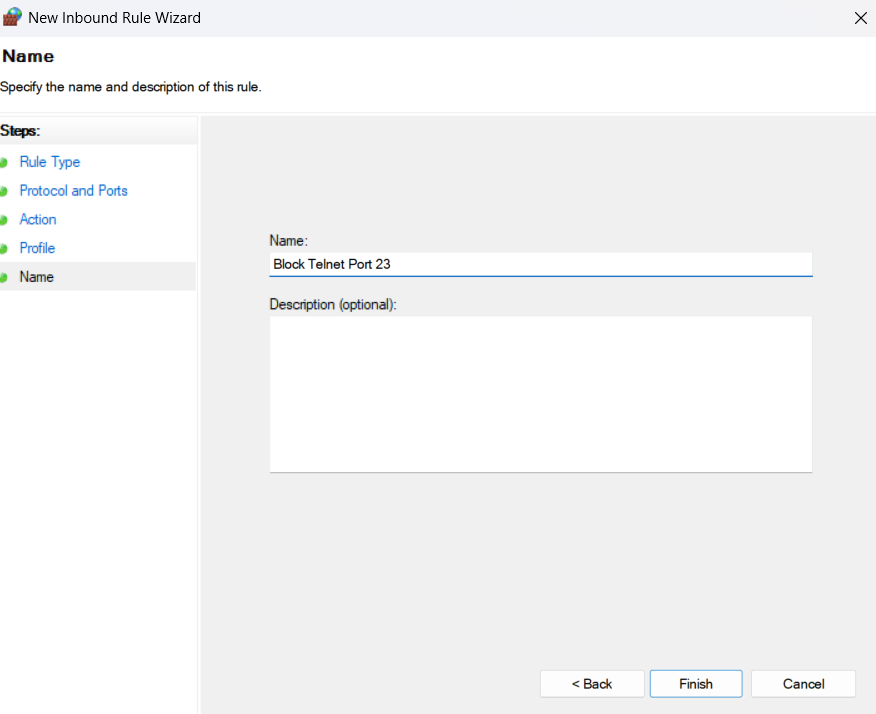 New Inbound Rule Wizard
Name
Specify the name and description of this rule.
Steps:
Rule Type
Protocol and Ports
Action
Profile
Name
Name:
Block Telnet Port 23
Description (optional):
< Back
Finish
Cancel